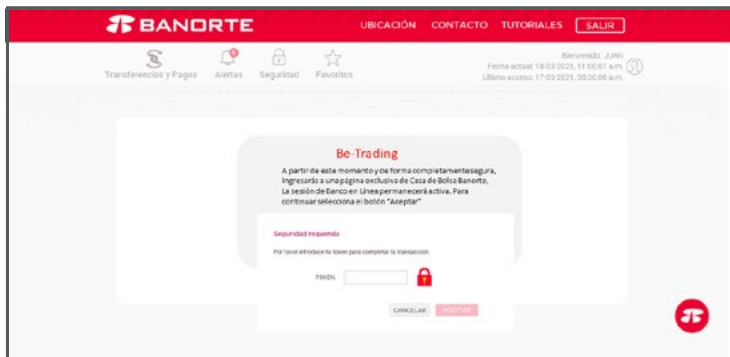 BANORTE
UBICACIÓN CONTACTO TUTORIALES SALIR
Transferencias y Pagos Alertas Seguridad Favoritos
Bienvenido, JUAN
Fecha actual: 18-03-2021, 11:00:01 a.m.
Último acceso: 17-03-2021, 00:00:00 a.m.
Be-Trading
A partir de este momento y de forma completamente segura,
Ingresarás a una página exclusiva de Casa de Bolsa Banorte,
La sesión de Banco en Línea permanecerá activa. Para
continuar selecciona el botón "Aceptar"
Seguridad requerida
Por favor introduce tu token para completar la transacción.
TOKEN:
CANCELAR ACEPTAR